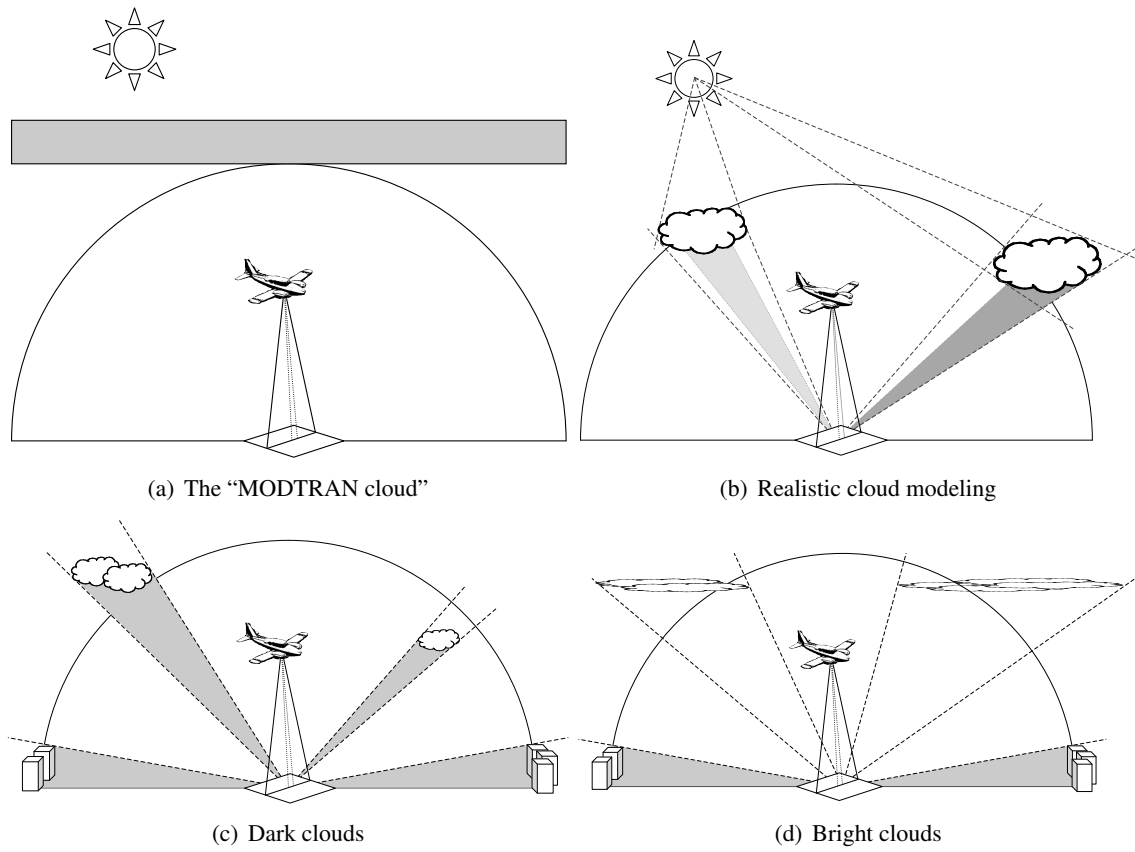 (a) The “MODTRAN cloud”
(b) Realistic cloud modeling
(c) Dark clouds
(d) Bright clouds